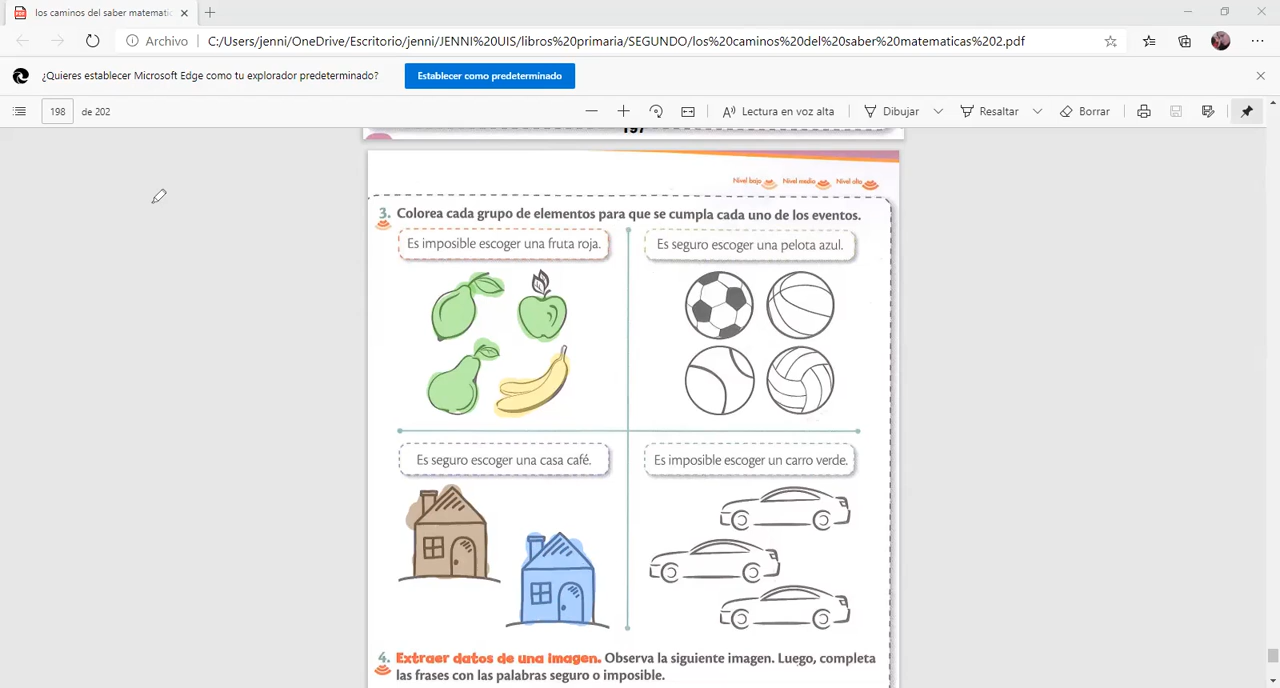 los caminos del saber matematic
Archivo
C:/Users/jenni/OneDrive/Escritorio/jenni/JENNI%20UIS/libros%20primaria/SEGUNDO/los%20caminos%20del%20saber%20matematicas%202.pdf
¿Quieres establecer Microsoft Edge como tu explorador predeterminado?
Establecer como predeterminado
198 de 202
Lectura en voz alta
Dibujar
Resaltar
Borrar
197
Nivel bajo Nivel medio Nivel alto
3. Colorea cada grupo de elementos para que se cumpla cada uno de los eventos.
Es imposible escoger una fruta roja.
Es seguro escoger una pelota azul.
Es seguro escoger una casa café.
Es imposible escoger un carro verde.
4. Extraer datos de una imagen. Observa la siguiente imagen. Luego, completa
las frases con las palabras seguro o imposible.